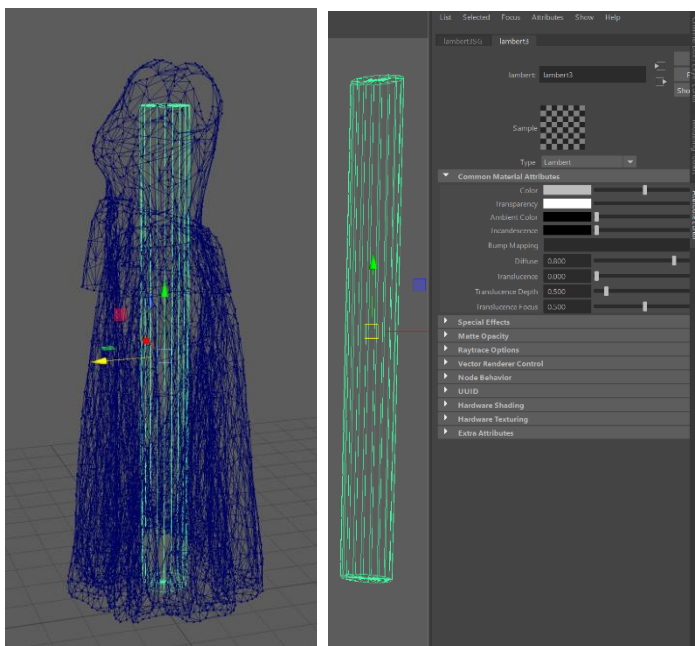 List Selected Focus Attributes Show Help
lambert3SG lambert3
lambert: lambert3
Sho
Sample
Type Lambert
Common Material Attributes
Color
Transparency
Ambient Color
Incandescence
Bump Mapping
Diffuse 0.800
Translucence 0.000
Translucence Depth 0.500
Translucence Focus 0.500
Special Effects
Matte Opacity
Raytrace Options
Vector Renderer Control
Node Behavior
UUID
Hardware Shading
Hardware Texturing
Extra Attributes